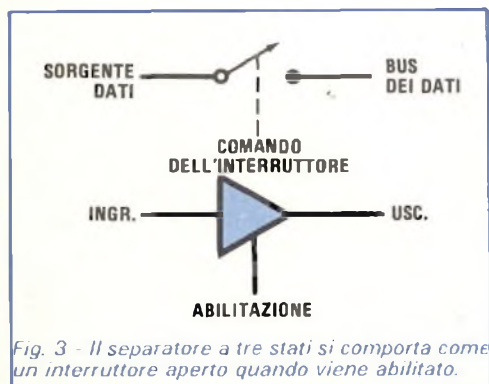 SORGENTE
DATI
BUS
DEI DATI
COMANDO
DELL'INTERRUTTORE
INGR.
USC.
ABILITAZIONE
Fig. 3 - Il separatore a tre stati si comporta come
un interruttore aperto quando viene abilitato.